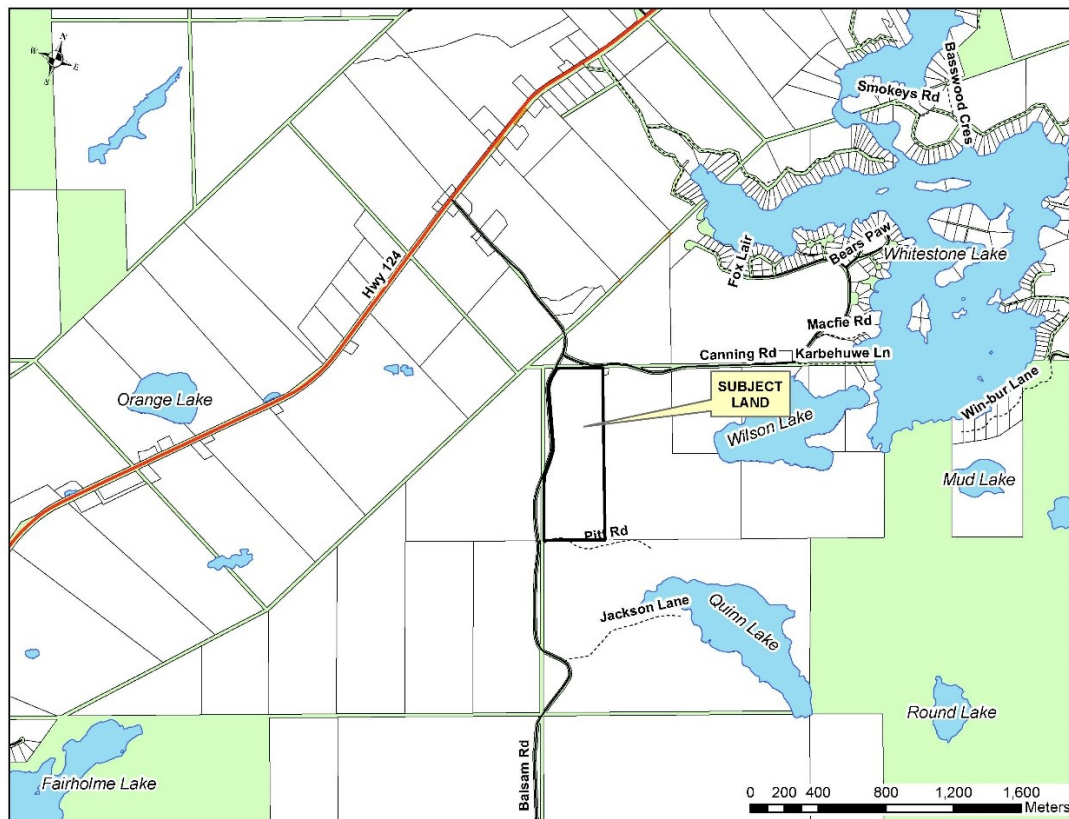 N
W
E
S
Basswood Cres
Smokeys Rd
Hwy 124
Fox Lair
Bears Paw
Whitestone Lake
Macfie Rd
Canning Rd
Karbehuwe Ln
SUBJECT
LAND
Orange Lake
Wilson Lake
Win-bur Lane
Mud Lake
Pitt Rd
Jackson Lane
Quinn Lake
Round Lake
Fairholme Lake
Balsam Rd
0 200 400 800 1,200 1,600
Meters